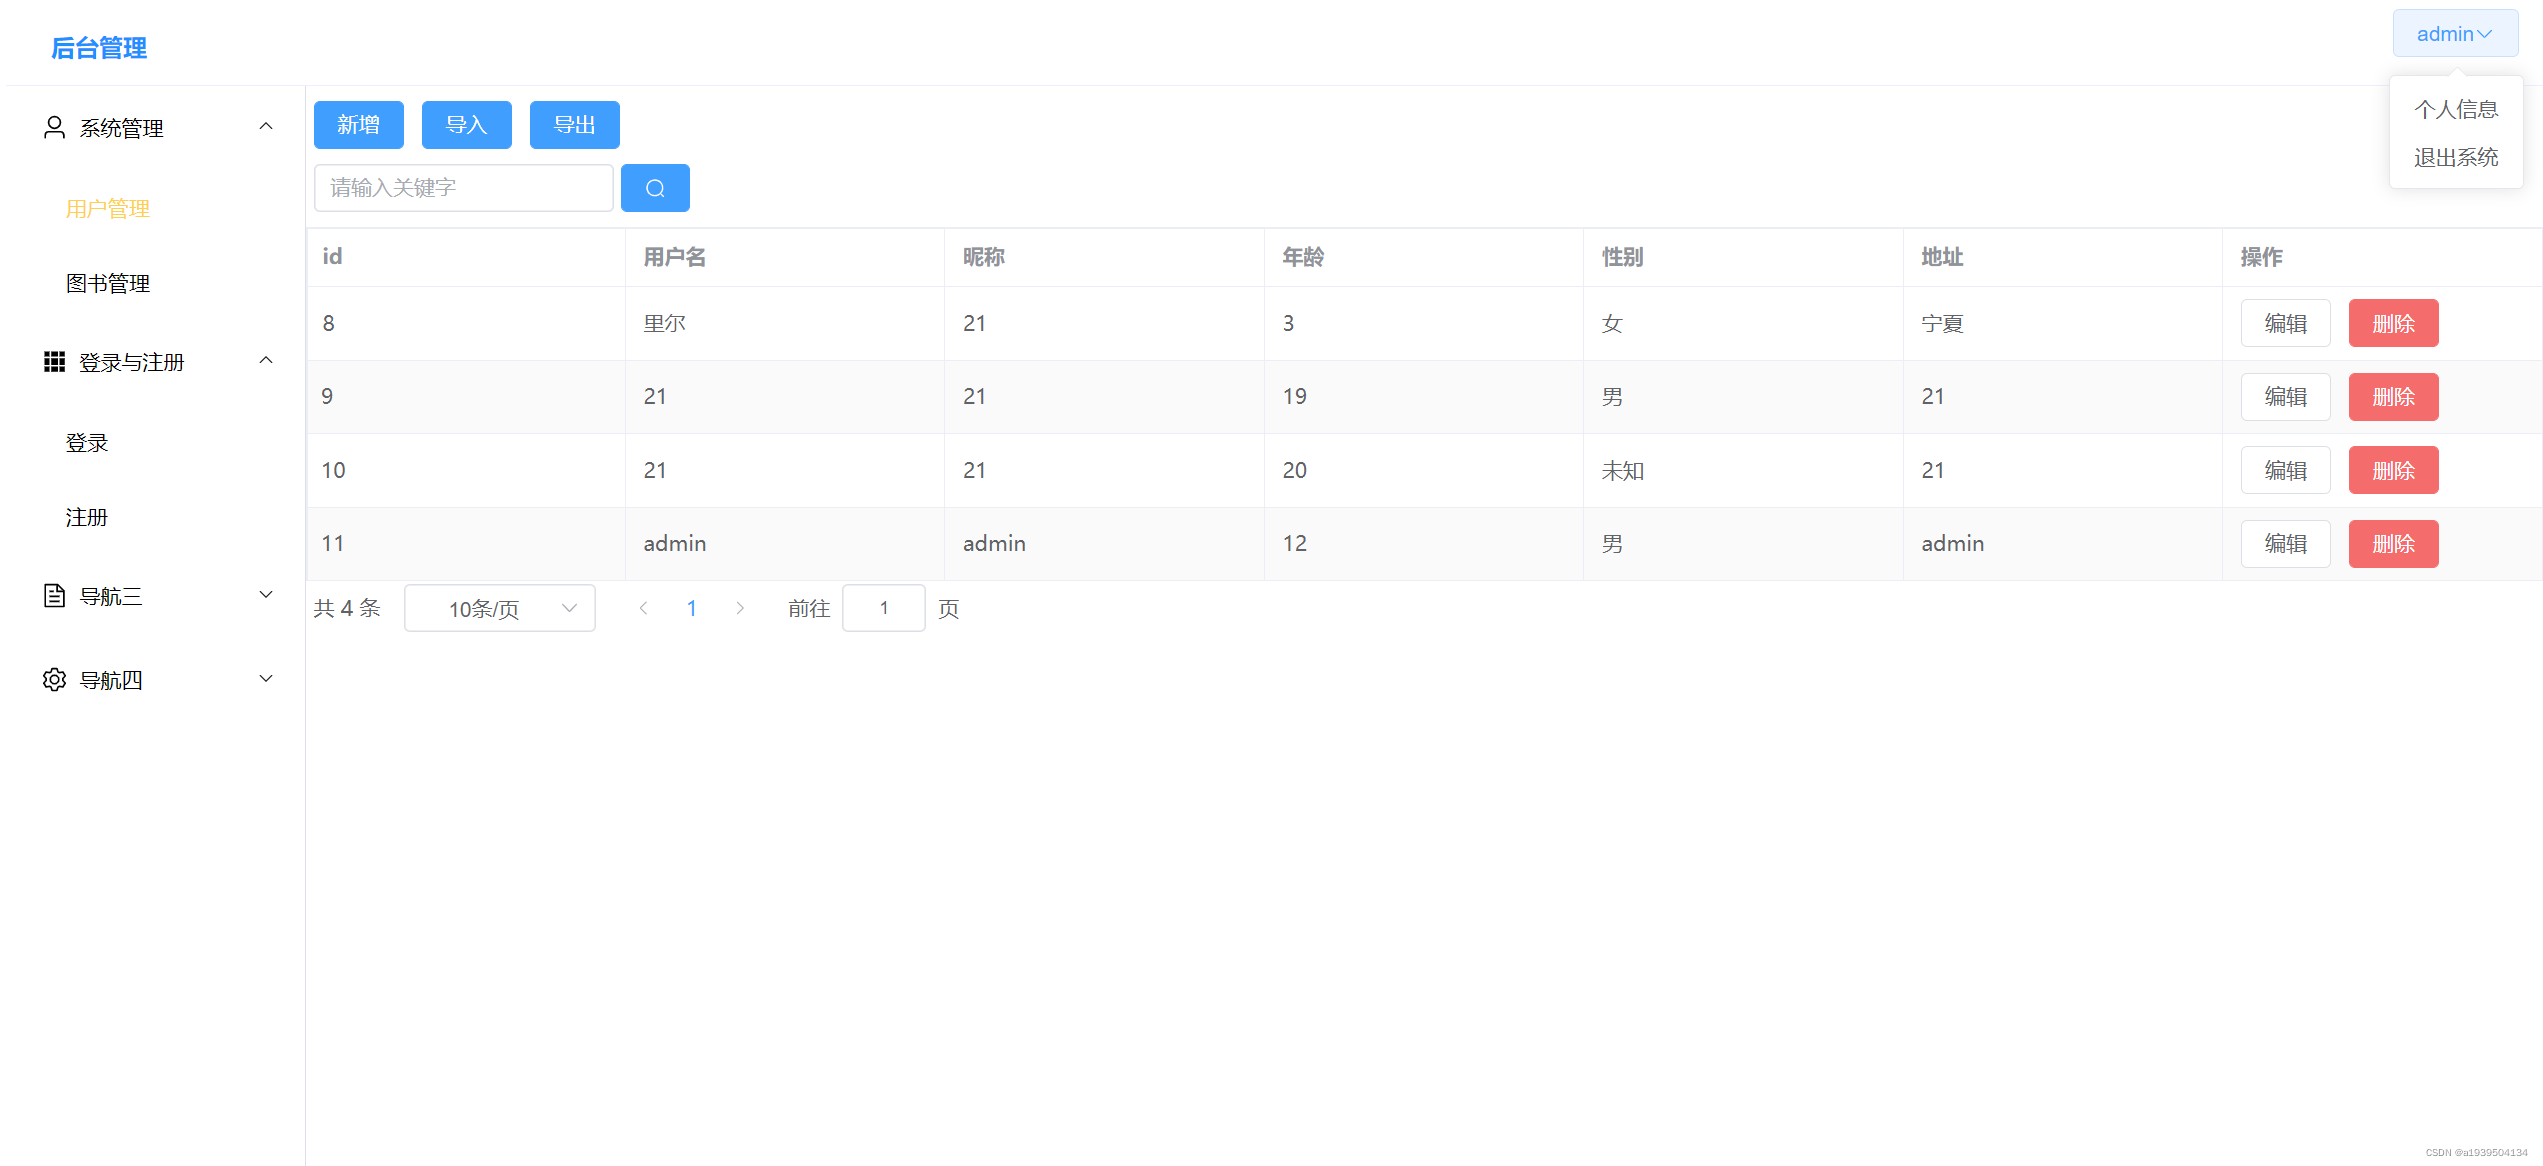 后台管理
admin
个人信息
退出系统
系统管理
用户管理
图书管理
登录与注册
登录
注册
导航三
导航四
新增 导入 导出
请输入关键字
id 用户名 昵称 年龄 性别 地址 操作
8 里尔 21 3 女 宁夏 编辑 删除
9 21 21 19 男 21 编辑 删除
10 21 21 20 未知 21 编辑 删除
11 admin admin 12 男 admin 编辑 删除
共 4 条 10条/页 1 前往 1 页
CSDN @a1939504134